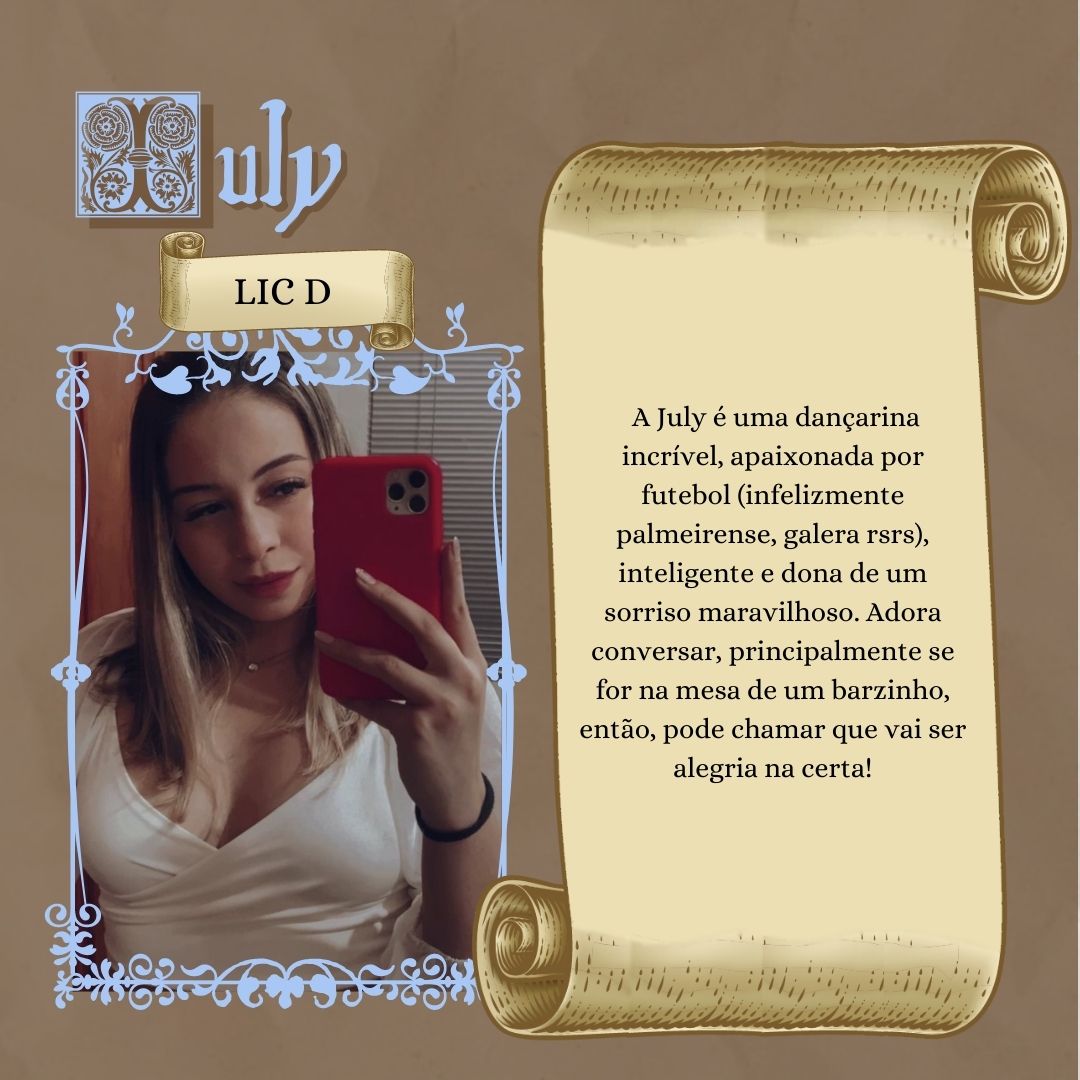 July
LIC D
A July é uma dançarina
incrível, apaixonada por
futebol (infelizmente
palmeirense, galera rsrs),
inteligente e dona de um
sorriso maravilhoso. Adora
conversar, principalmente se
for na mesa de um barzinho,
então, pode chamar que vai ser
alegria na certa!